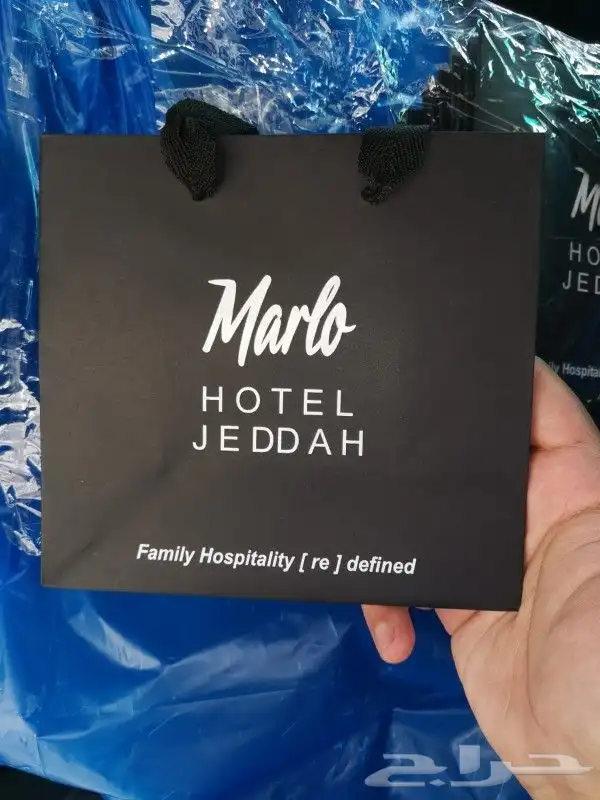 Marlo
HOTEL
JEDDAH
Family Hospitality [ re ] defined
حراج